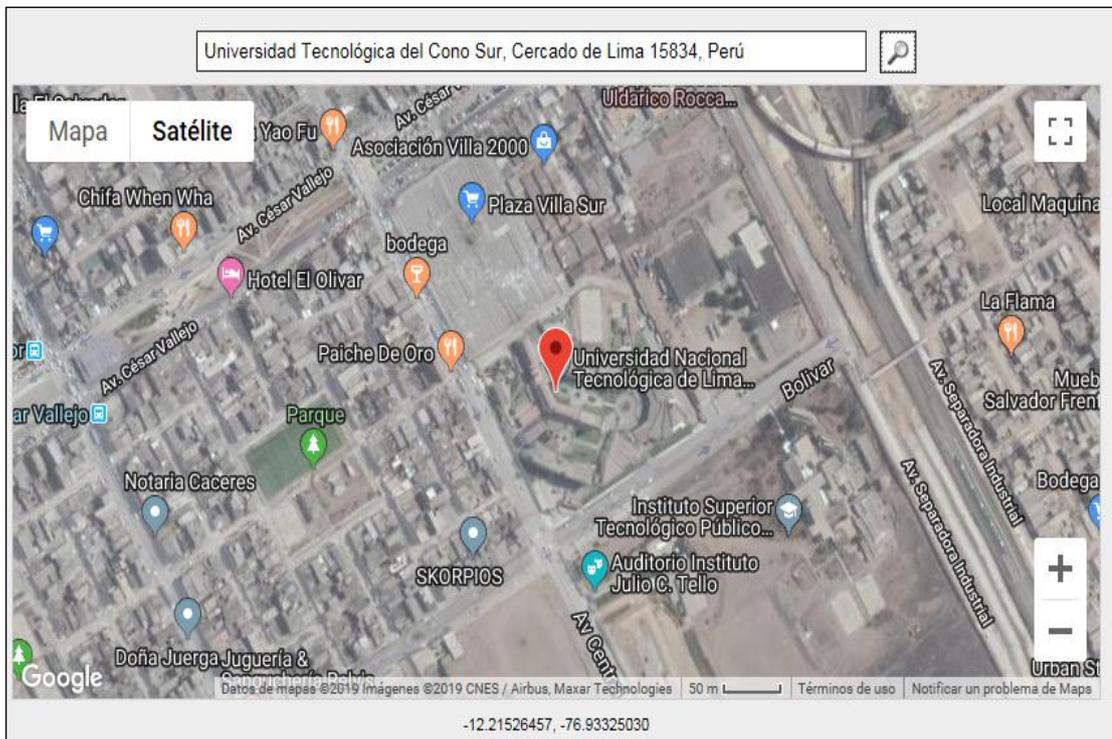 Universidad Tecnológica del Cono Sur, Cercado de Lima 15834, Perú
Mapa
Satélite
Yao Fu
Av. César
Uldarico Rocca...
Asociación Villa 2000
Chifa When Wha
Av. César Vallejo
Plaza Villa Sur
Local Maquina
bodega
Hotel El Olivar
La Flama
Av. César Vallejo
Paiche De Oro
Universidad Nacional
Tecnológica de Lima...
Bolivar
Av. Separadora Industrial
Mueb
Salvador Frent
ar Vallejo
Parque
Notaria Caceres
Av. Separadora Industrial
Bodega
Instituto Superior
Tecnológico Público...
SKORPIOS
Auditorio Instituto
Julio C. Tello
Av Centr
Doña Juerga
Juguería &
Urban St
Google
Datos de mapas ©2019 Imágenes ©2019 CNES / Airbus, Maxar Technologies
50 m
Términos de uso
Notificar un problema de Maps
-12.21526457, -76.93325030